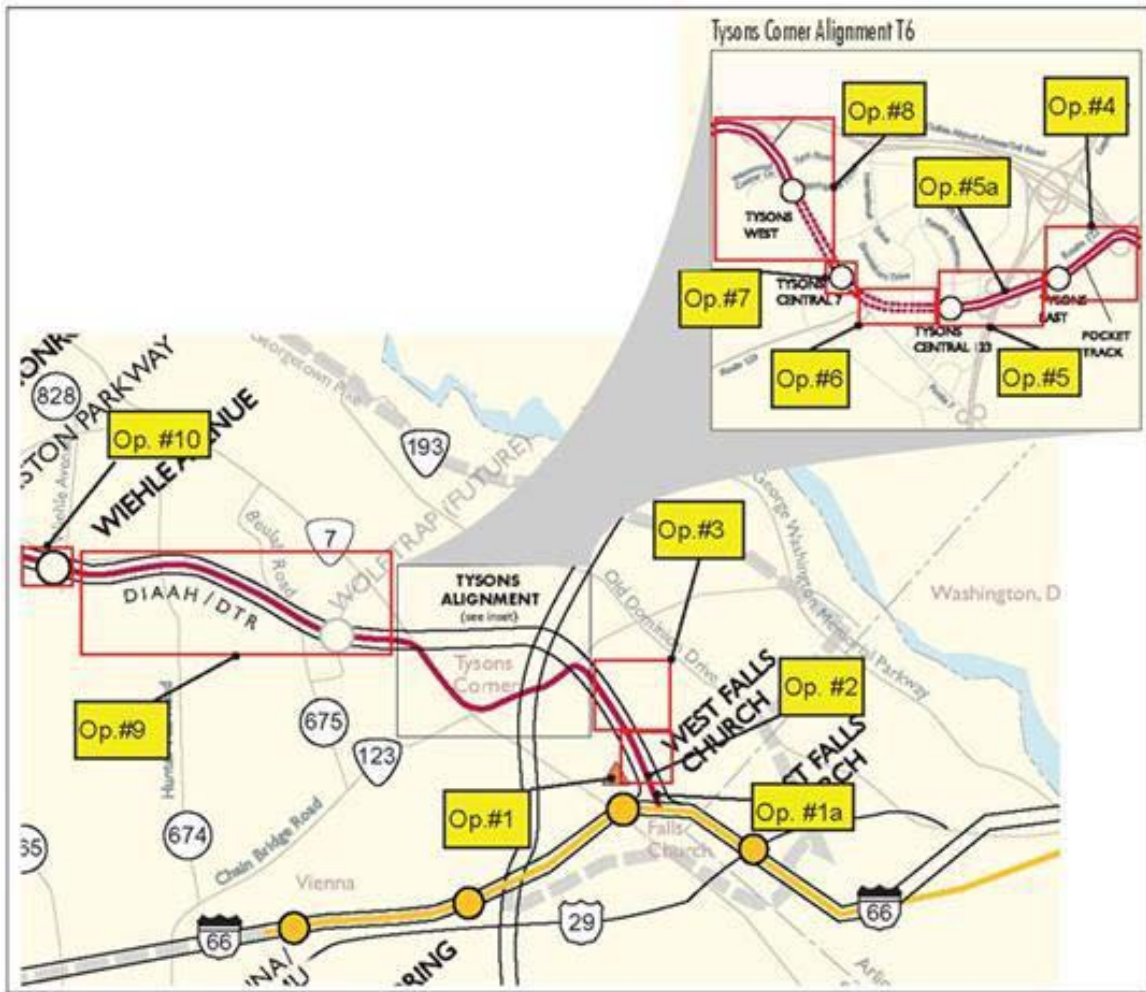 Tysons Corner Alignment T6
Op.#8
Op.#4
Op.#5a
TYSONS
WEST
Op.#7
TYSONS
CENTRAL 7
TYSONS
EAST
TYSONS
CENTRAL 123
POCKET
TRACK
Op.#6
Op.#5
Route 123
Route 7
828
STON PARKWAY
Op. #10
WIEHLE AVENUE
Georgetown Pike
193
Beulah Road
7
WOLF TRAP (FUTURE)
DIAAH / DTR
Op.#9
TYSONS
ALIGNMENT
(see inset)
Tysons
Corner
Op.#3
Old Dominion Drive
George Washington Memorial Parkway
Washington, D
WEST FALLS
CHURCH
Op. #2
Op.#1
Op. #1a
675
123
674
Chain Bridge Road
Falls
Church
Vienna
66
29
66